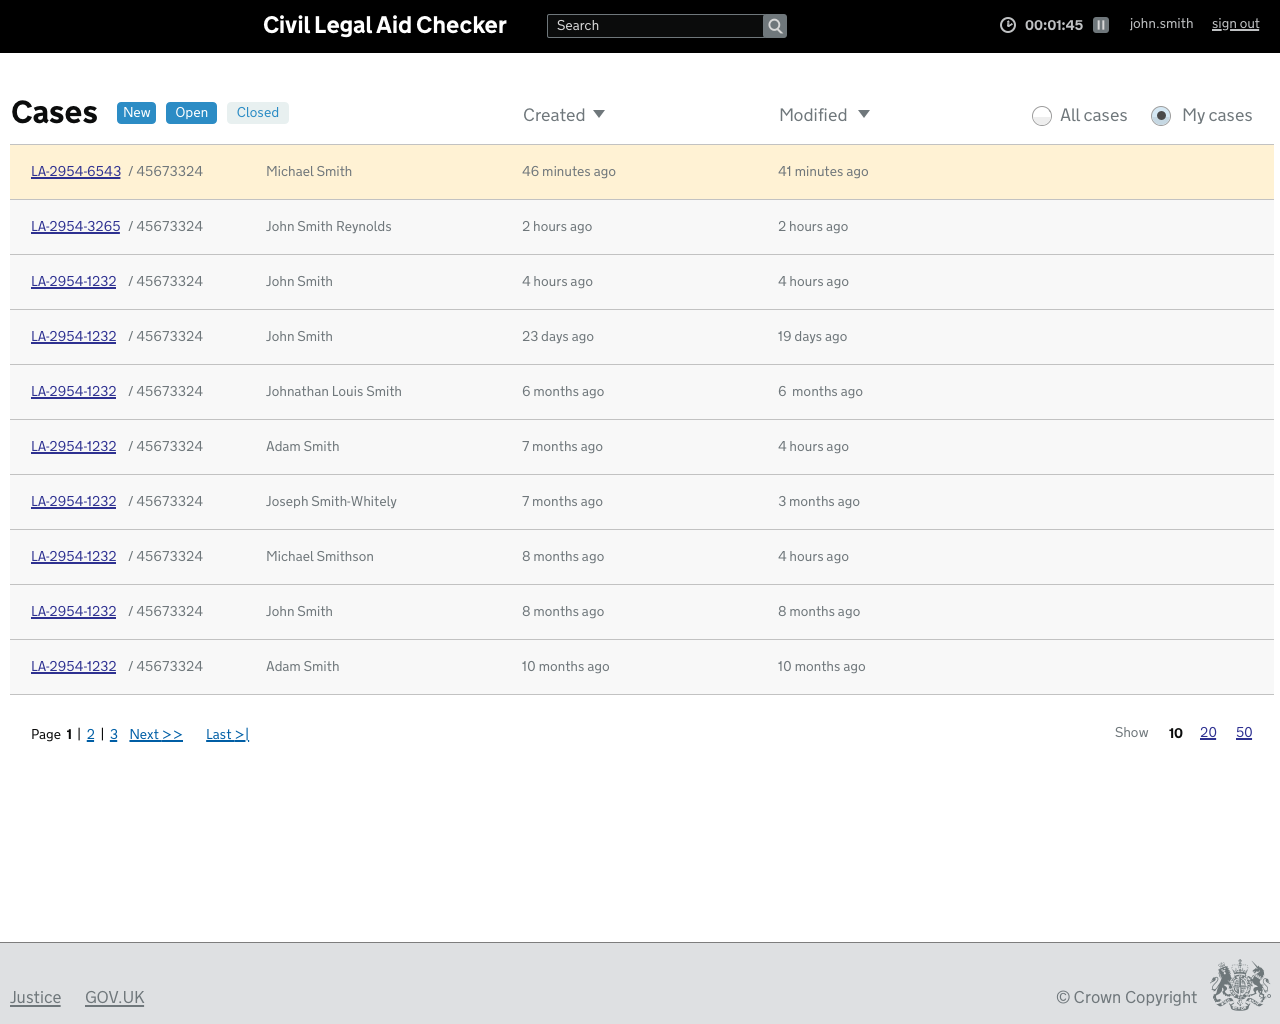 Civil Legal Aid Checker Search 00:01:45 john.smith sign out
Cases New Open Closed Created Modified All cases My cases
LA-2954-6543 / 45673324 Michael Smith 46 minutes ago 41 minutes ago
LA-2954-3265 / 45673324 John Smith Reynolds 2 hours ago 2 hours ago
LA-2954-1232 / 45673324 John Smith 4 hours ago 4 hours ago
LA-2954-1232 / 45673324 John Smith 23 days ago 19 days ago
LA-2954-1232 / 45673324 Johnathan Louis Smith 6 months ago 6 months ago
LA-2954-1232 / 45673324 Adam Smith 7 months ago 4 hours ago
LA-2954-1232 / 45673324 Joseph Smith-Whitely 7 months ago 3 months ago
LA-2954-1232 / 45673324 Michael Smithson 8 months ago 4 hours ago
LA-2954-1232 / 45673324 John Smith 8 months ago 8 months ago
LA-2954-1232 / 45673324 Adam Smith 10 months ago 10 months ago
Page 1 | 2 | 3 Next >> Last >| Show 10 20 50
Justice GOV.UK © Crown Copyright